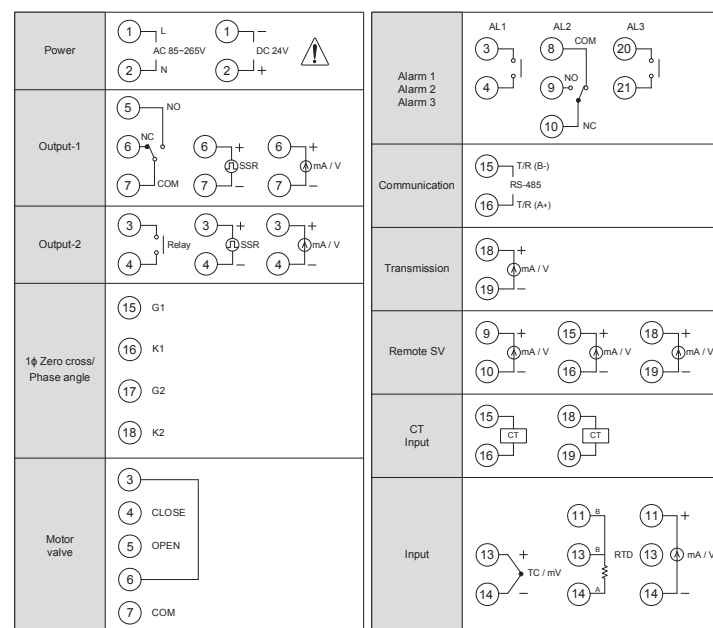 Power
1 L
AC 85~265V
2 N
1 −
DC 24V
2 +
Output-1
5 NO
6 NC
7 COM
6 +
SSR
7 −
6 +
mA / V
7 −
Output-2
3
Relay
4
3 +
SSR
4 −
3 +
mA / V
4 −
1ϕ Zero cross/
Phase angle
15 G1
16 K1
17 G2
18 K2
Motor
valve
3
4 CLOSE
5 OPEN
6
7 COM
Alarm 1
Alarm 2
Alarm 3
AL1
3
4
AL2
8 COM
9 NO
10 NC
AL3
20
21
Communication
15 T/R (B-)
RS-485
16 T/R (A+)
Transmission
18 +
mA / V
19 −
Remote SV
9 +
mA / V
10 −
15 +
mA / V
16 −
18 +
mA / V
19 −
CT
Input
15
CT
16
18
CT
19
Input
13 +
TC / mV
14 −
11 B
13 B
RTD
14 A
11 +
13 mA / V
14 −